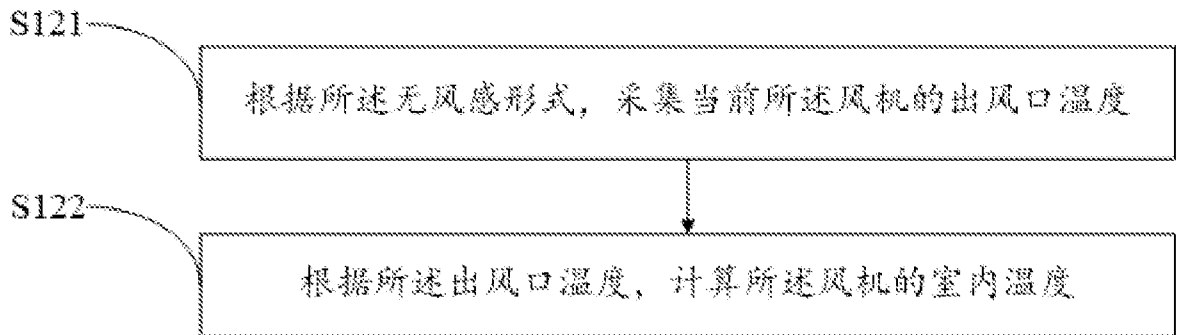 S121
根据所述无风感形式，采集当前所述风机的出风口温度
S122
根据所述出风口温度，计算所述风机的室内温度